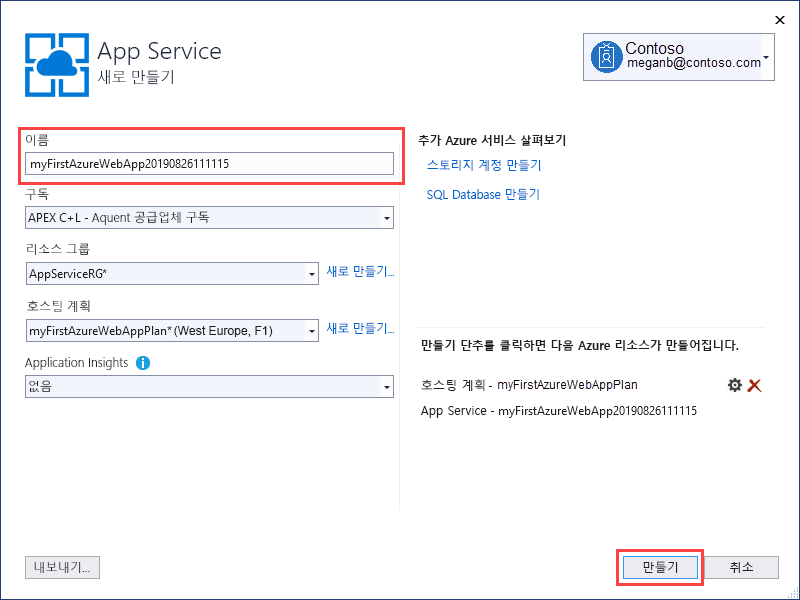 App Service
새로 만들기
Contoso
meganb@contoso.com
이름
myFirstAzureWebApp20190826111115
구독
APEX C+L - Aquent 공급업체 구독
리소스 그룹
AppServiceRG*
새로 만들기...
호스팅 계획
myFirstAzureWebAppPlan* (West Europe, F1)
새로 만들기...
Application Insights
없음
추가 Azure 서비스 살펴보기
스토리지 계정 만들기
SQL Database 만들기
만들기 단추를 클릭하면 다음 Azure 리소스가 만들어집니다.
호스팅 계획 - myFirstAzureWebAppPlan
App Service - myFirstAzureWebApp20190826111115
내보내기...
만들기
취소